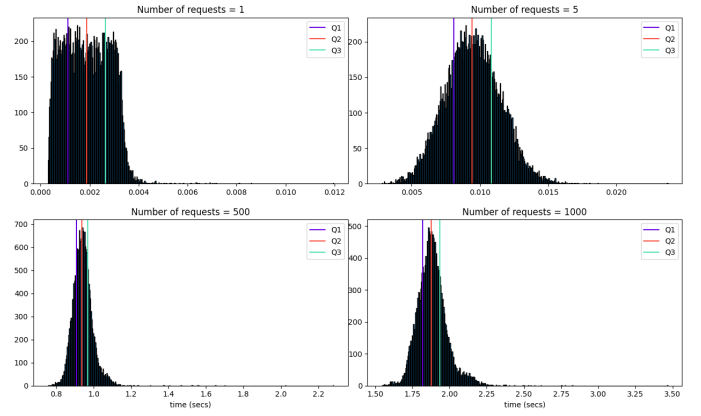 Number of requests = 1
Q1
Q2
Q3
200
150
100
50
0
0.000 0.002 0.004 0.006 0.008 0.010 0.012
Number of requests = 5
Q1
Q2
Q3
200
150
100
50
0
0.005 0.010 0.015 0.020
Number of requests = 500
Q1
Q2
Q3
700
600
500
400
300
200
100
0
0.8 1.0 1.2 1.4 1.6 1.8 2.0 2.2
time (secs)
Number of requests = 1000
Q1
Q2
Q3
500
400
300
200
100
0
1.50 1.75 2.00 2.25 2.50 2.75 3.00 3.25 3.50
time (secs)